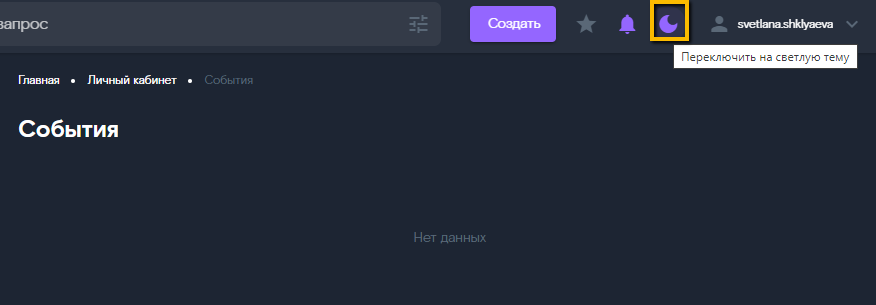 запрос
Создать
svetlana.shklyaeva
Переключить на светлую тему
Главная • Личный кабинет • События
События
Нет данных